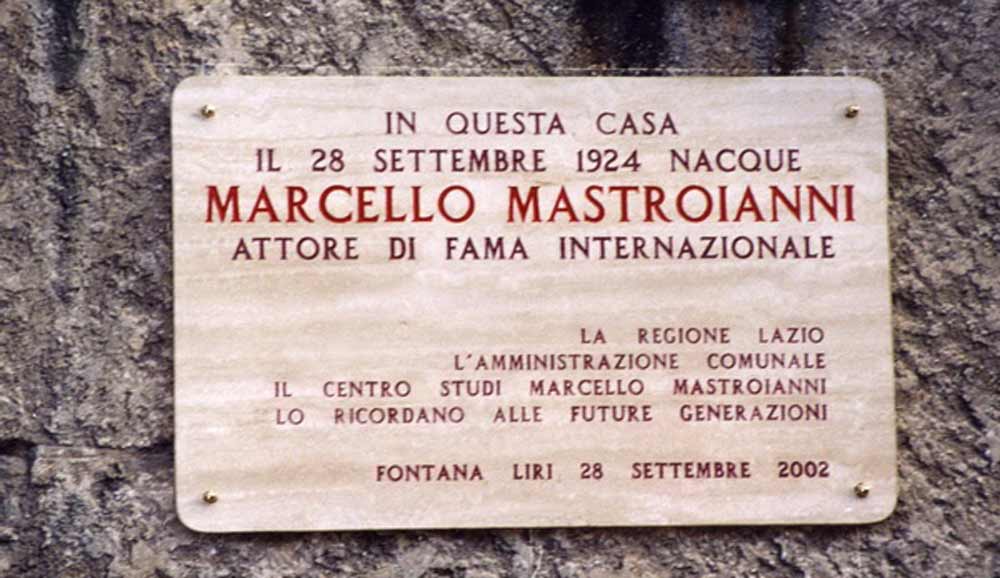 IN QUESTA CASA
IL 28 SETTEMBRE 1924 NACQUE
MARCELLO MASTROIANNI
ATTORE DI FAMA INTERNAZIONALE
LA REGIONE LAZIO
L'AMMINISTRAZIONE COMUNALE
IL CENTRO STUDI MARCELLO MASTROIANNI
LO RICORDANO ALLE FUTURE GENERAZIONI
FONTANA LIRI 28 SETTEMBRE 2002